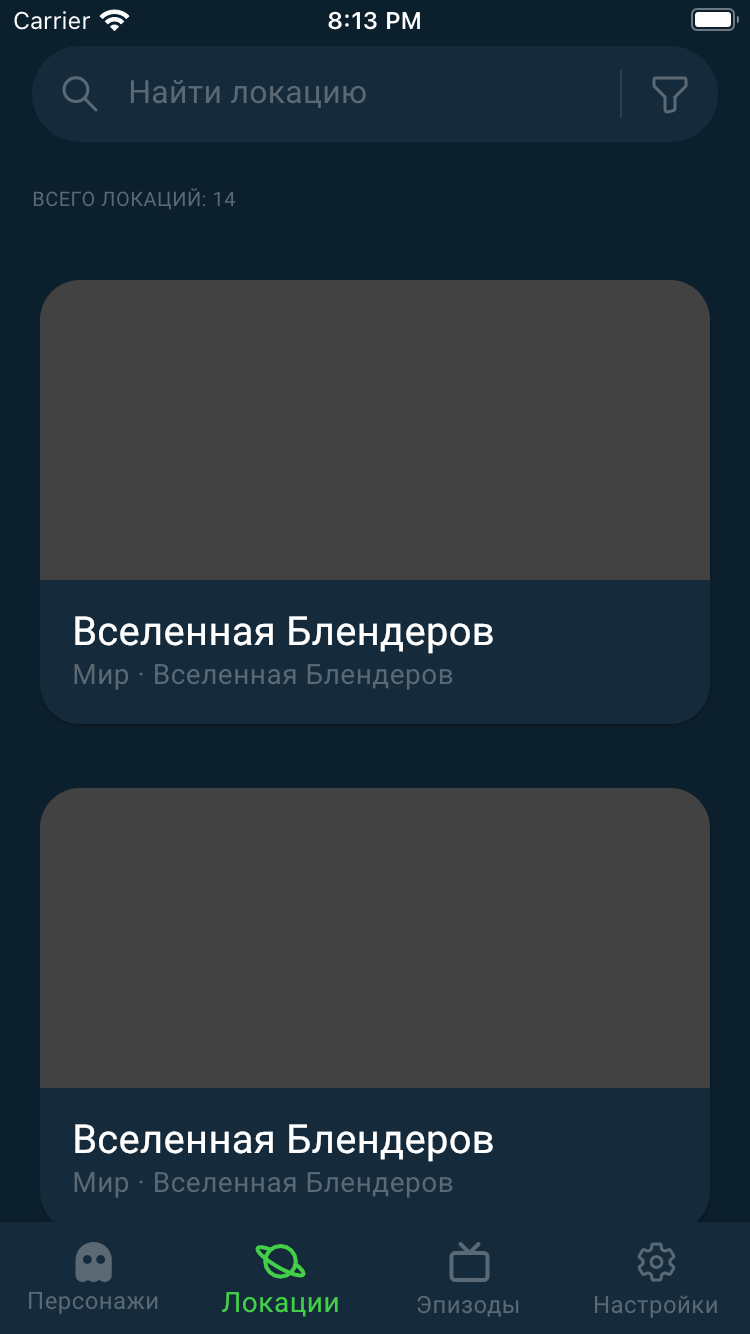 Carrier 8:13 PM
Найти локацию
ВСЕГО ЛОКАЦИЙ: 14
Вселенная Блендеров
Мир · Вселенная Блендеров
Вселенная Блендеров
Мир · Вселенная Блендеров
Персонажи Локации Эпизоды Настройки